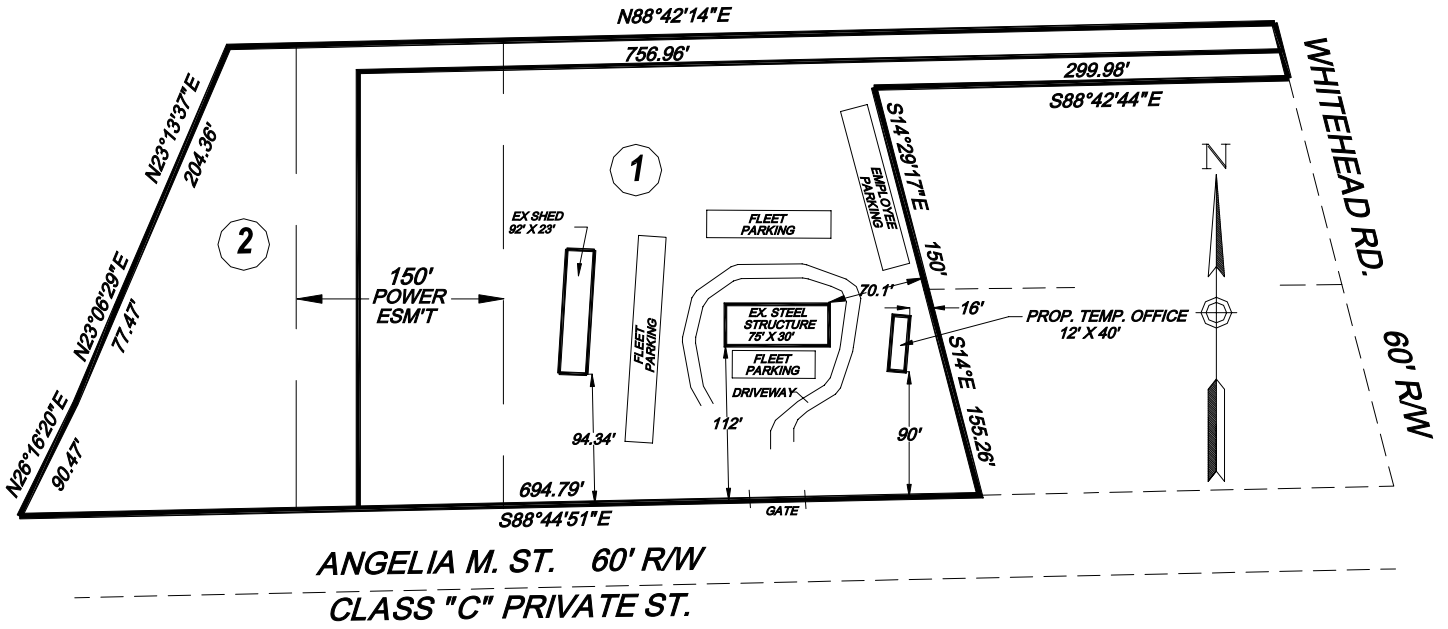 N88°42'14"E
756.96'
299.98'
S88°42'44"E
WHITEHEAD RD.
60' R/W
N23°13'37"E
204.36'
N23°06'29"E
77.47'
N26°16'20"E
90.47'
2
1
150'
POWER
ESM'T
EX SHED
92' X 23'
FLEET
PARKING
FLEET
PARKING
EMPLOYEE
PARKING
S14°29'17"E
150'
70.1'
EX. STEEL
STRUCTURE
75' X 30'
FLEET
PARKING
DRIVEWAY
16'
PROP. TEMP. OFFICE
12' X 40'
N
S14°E
155.26'
94.34'
112'
90'
694.79'
S88°44'51"E
GATE
ANGELIA M. ST. 60' R/W
CLASS "C" PRIVATE ST.